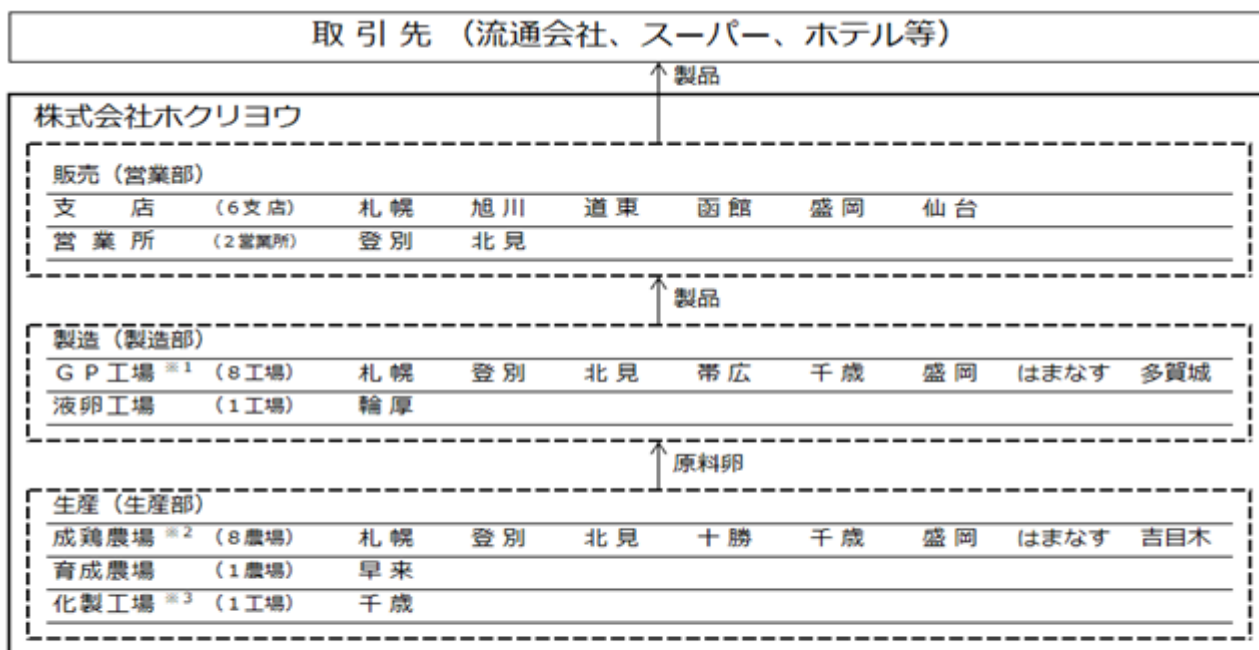 取引先 (流通会社、スーパー、ホテル等)
製品
株式会社ホクリヨウ
販売(営業部)
支店 (6支店) 札幌 旭川 道東 函館 盛岡 仙台
営業所 (2営業所) 登別 北見
製品
製造(製造部)
GP工場※1 (8工場) 札幌 登別 北見 帯広 千歳 盛岡 はまなす 多賀城
液卵工場 (1工場) 輪厚
原料卵
生産(生産部)
成鶏農場※2 (8農場) 札幌 登別 北見 十勝 千歳 盛岡 はまなす 吉目木
育成農場 (1農場) 早来
化製工場※3 (1工場) 千歳